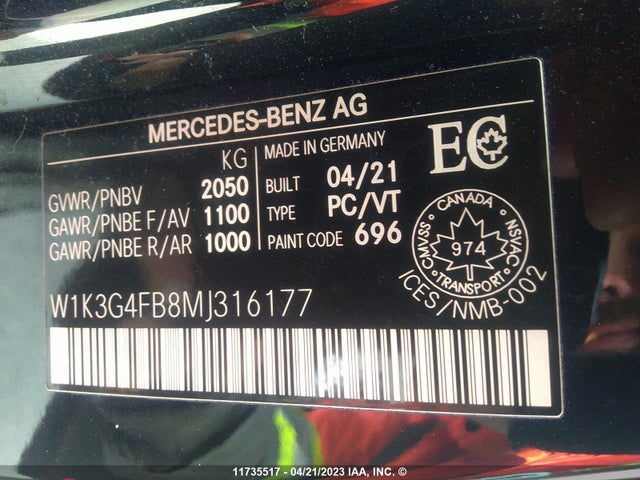 MERCEDES-BENZ AG
KG
GVWR/PNBV 2050
GAWR/PNBE F/AV 1100
GAWR/PNBE R/AR 1000
MADE IN GERMANY
BUILT 04/21
TYPE PC/VT
PAINT CODE 696
EC
CANADA
CMVSS NSVAC
974
TRANSPORT
ICES/NMB-002
W1K3G4FB8MJ316177
11735517 - 04/21/2023 IAA, INC. ©